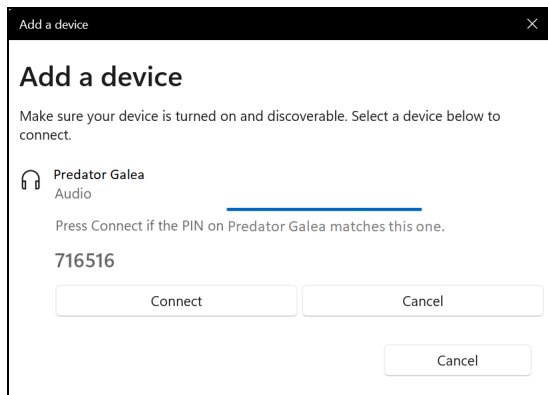 Add a device
Add a device
Make sure your device is turned on and discoverable. Select a device below to
connect.
Predator Galea
Audio
Press Connect if the PIN on Predator Galea matches this one.
716516
Connect Cancel
Cancel